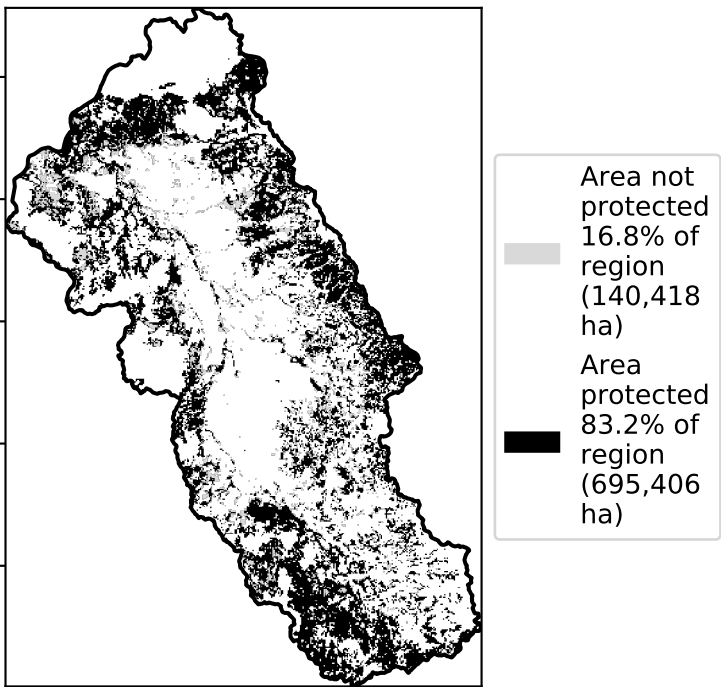 Area not
protected
16.8% of
region
(140,418
ha)
Area
protected
83.2% of
region
(695,406
ha)